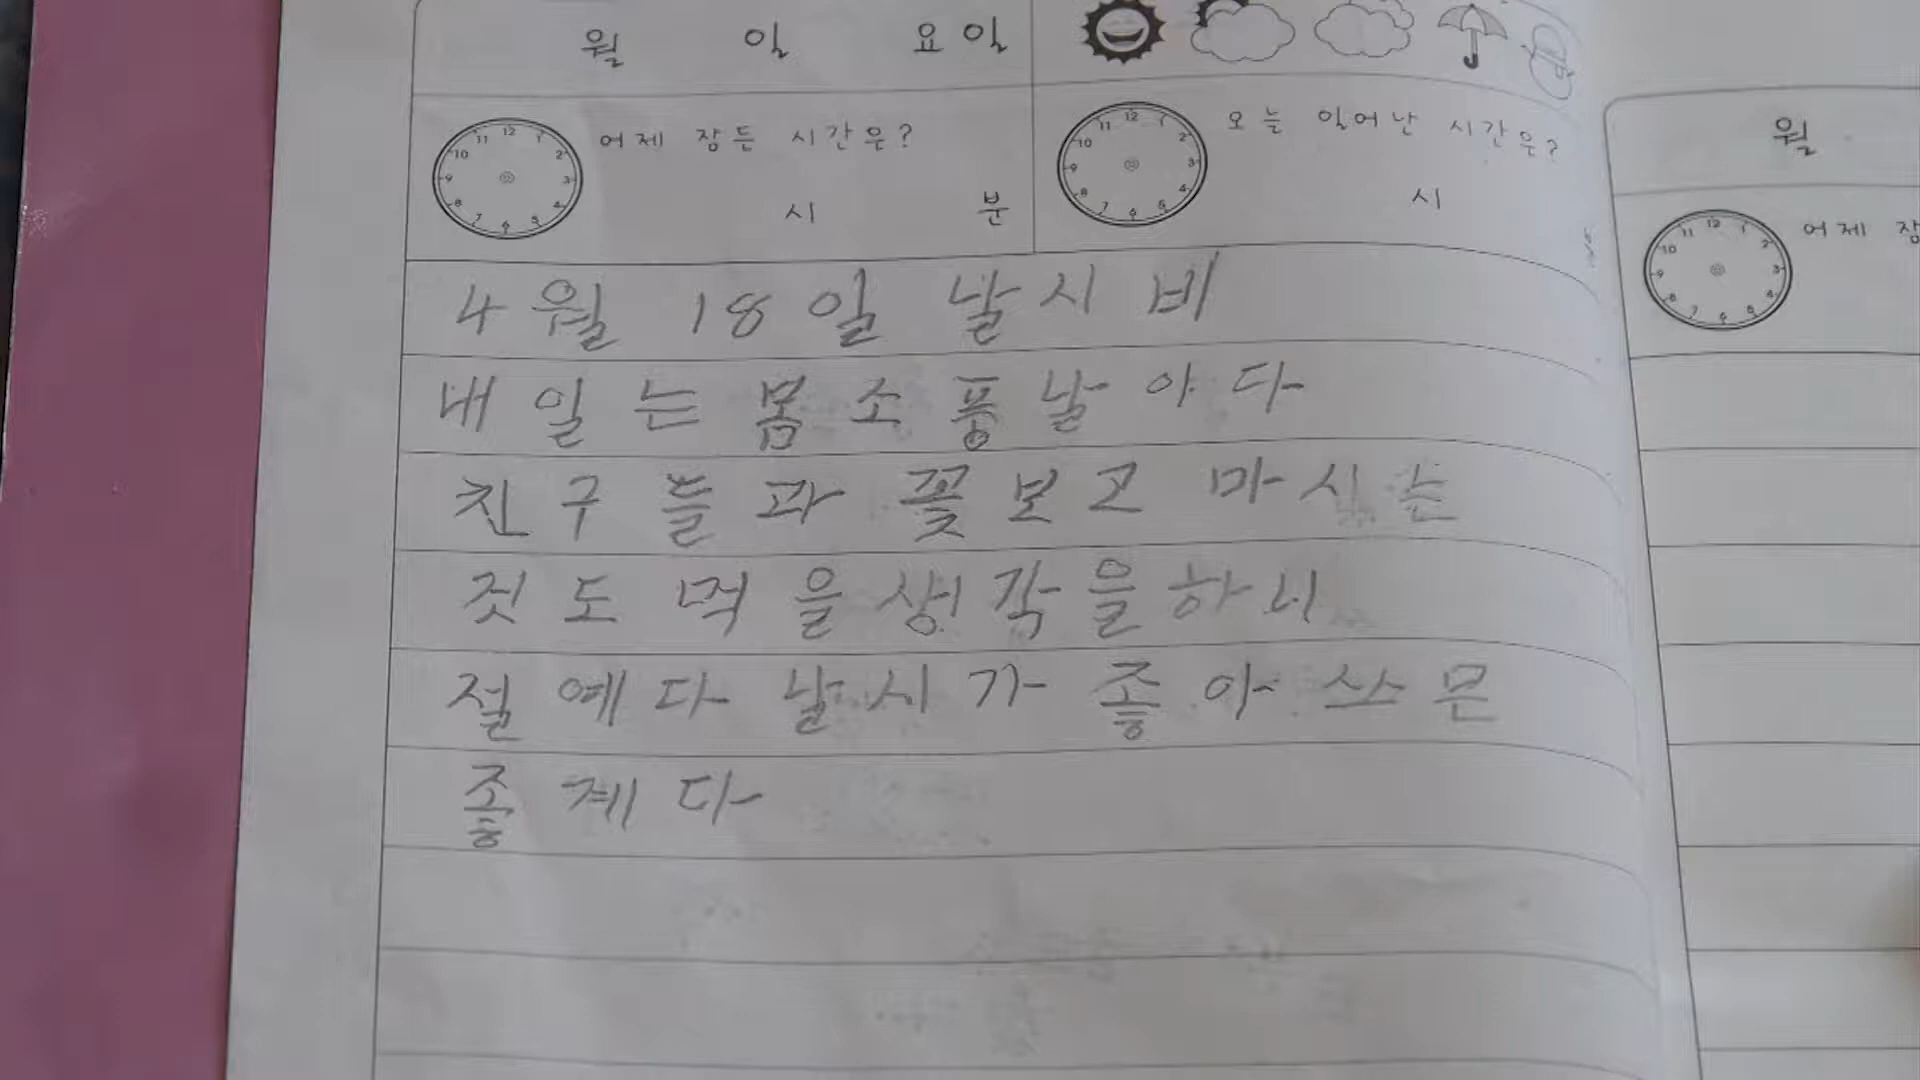 월 일 요일
어제 잠든 시간은?
시 분
오늘 일어난 시간은?
시
4월 18일 날시 비
내일는 봄소풍날야다
친구들과 꽃보고 마시는
것도 먹을생각을하니
절예다 날시가 좋아쓰믄
좋게다
월
어제 잠